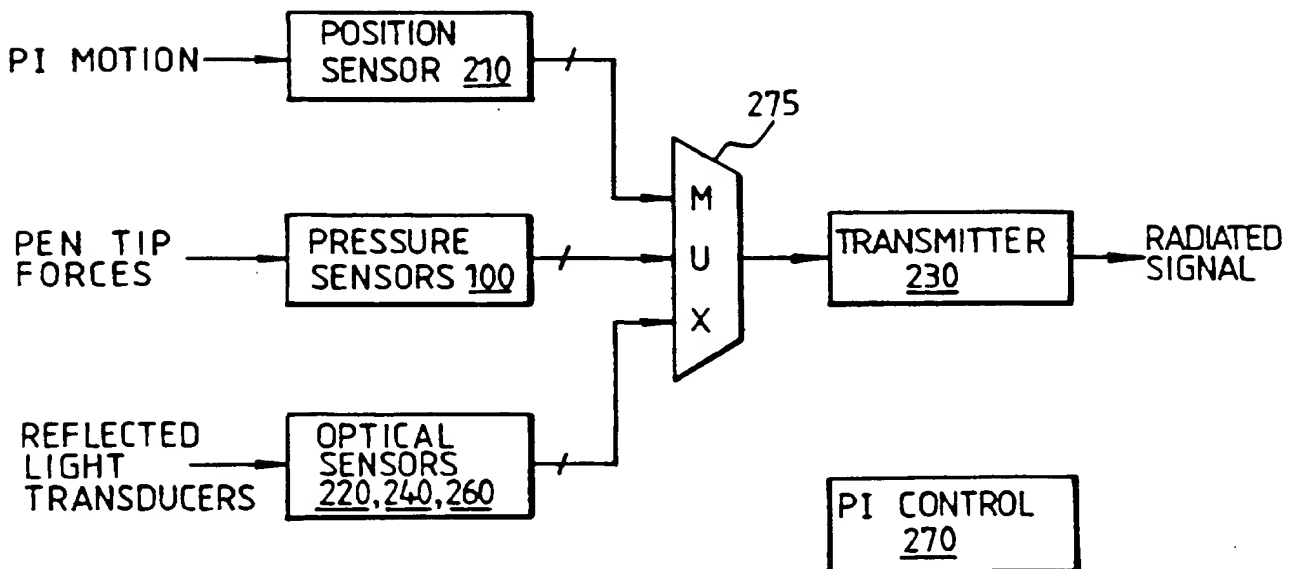 PI MOTION
POSITION
SENSOR 210
275
PEN TIP
FORCES
PRESSURE
SENSORS 100
M
U
X
TRANSMITTER
230
RADIATED
SIGNAL
REFLECTED
LIGHT
TRANSDUCERS
OPTICAL
SENSORS
220, 240, 260
PI CONTROL
270